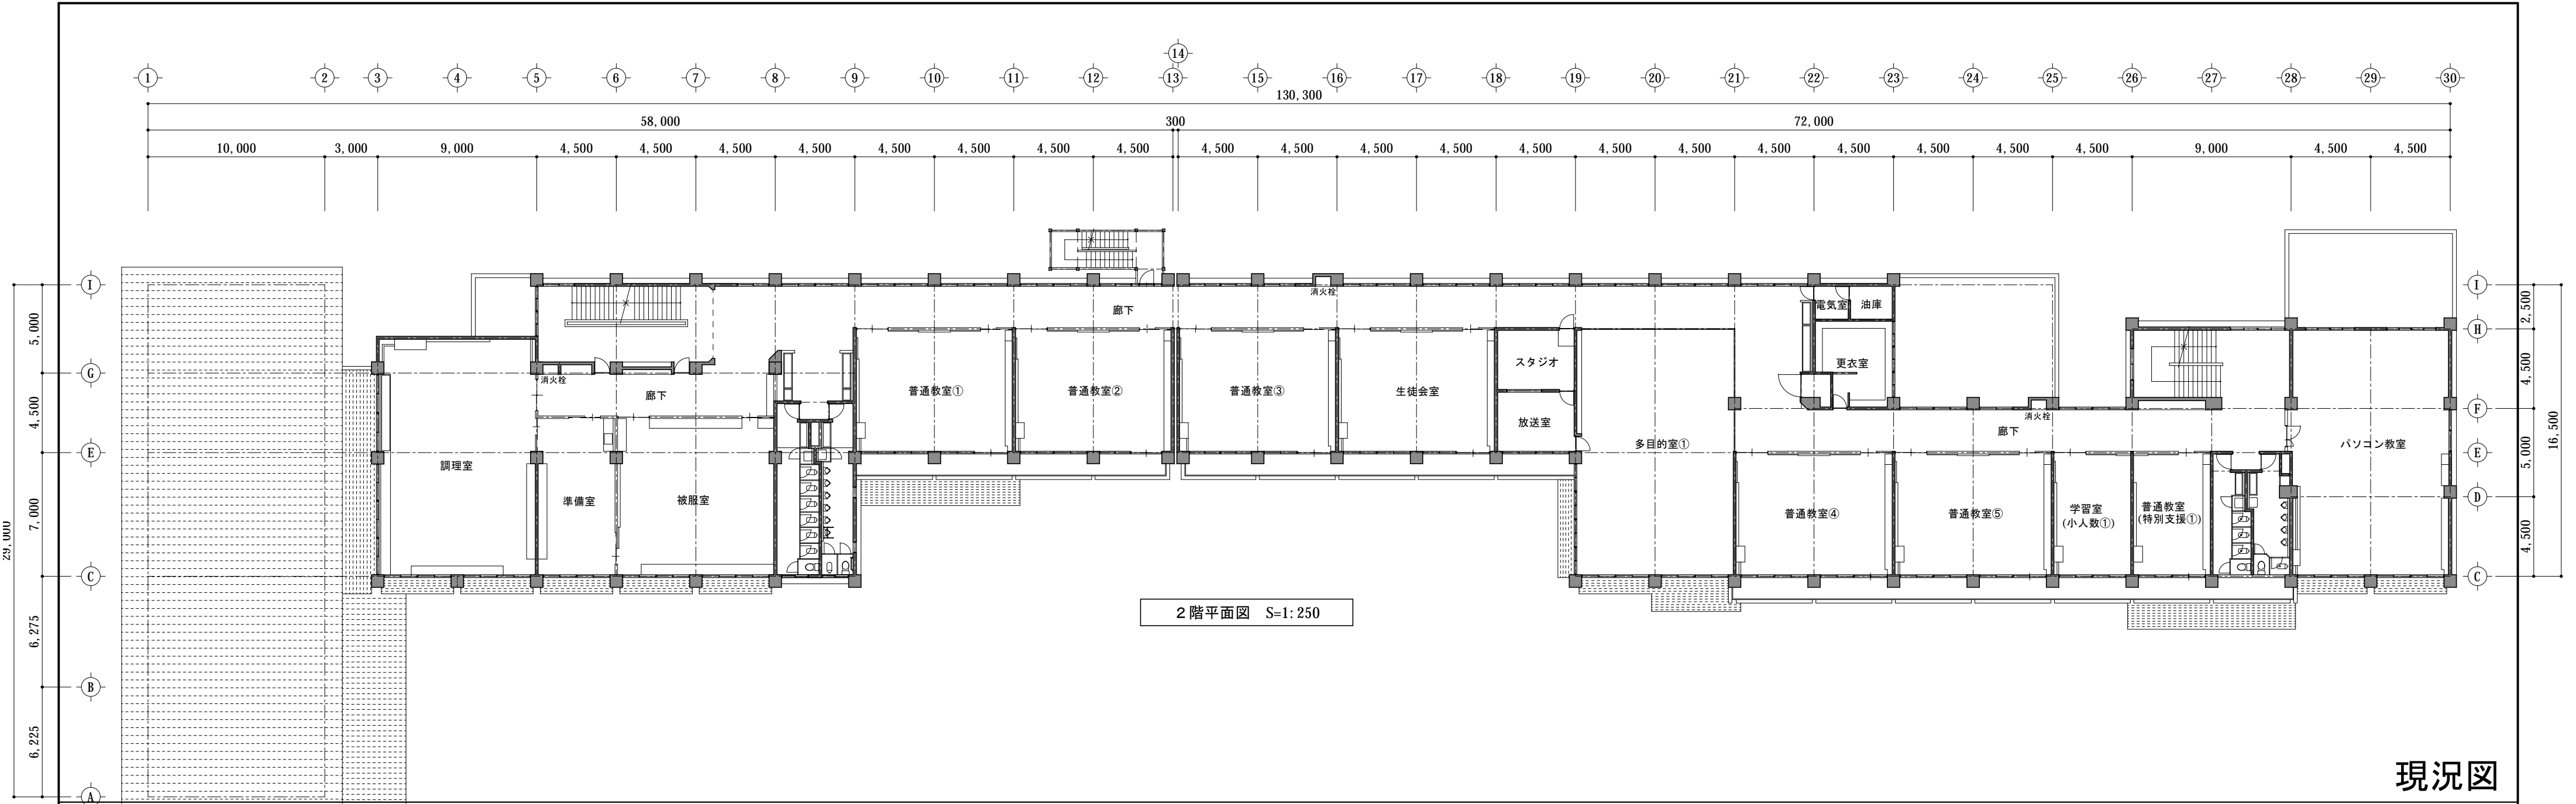 14
1 2 3 4 5 6 7 8 9 10 11 12 13 15 16 17 18 19 20 21 22 23 24 25 26 27 28 29 30
130,300
58,000 300 72,000
10,000 3,000 9,000 4,500 4,500 4,500 4,500 4,500 4,500 4,500 4,500 4,500 4,500 4,500 4,500 4,500 4,500 4,500 4,500 4,500 4,500 4,500 4,500 9,000 4,500 4,500
I
G
E
C
B
A
5,000
4,500
7,000
6,275
6,225
29,000
I
H
F
E
D
C
2,500
4,500
5,000
4,500
16,500
消火栓
廊下
調理室
準備室
被服室
廊下
普通教室①
普通教室②
消火栓
普通教室③
生徒会室
スタジオ
放送室
多目的室①
電気室
油庫
更衣室
消火栓
廊下
普通教室④
普通教室⑤
学習室
(小人数①)
普通教室
(特別支援①)
パソコン教室
2階平面図 S=1:250
現況図